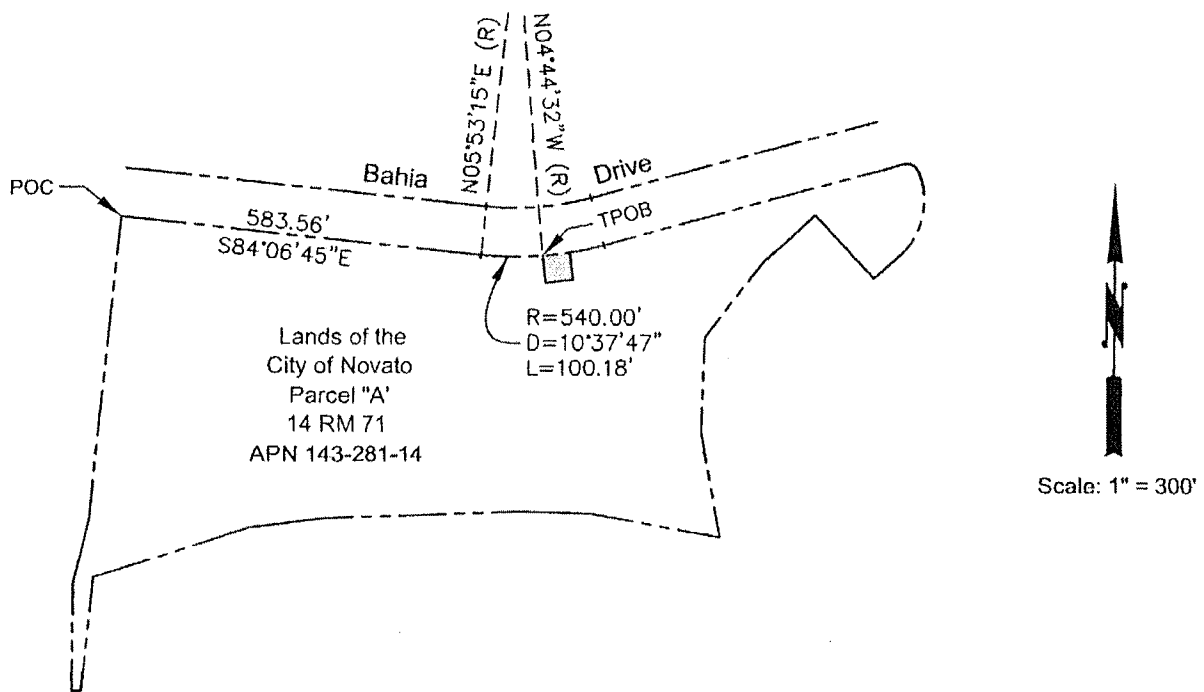 N05°53'15"E (R)
N04°44'32"W (R)
Bahia Drive
POC
583.56'
S84°06'45"E
TPOB
R=540.00'
D=10°37'47"
L=100.18'
Lands of the
City of Novato
Parcel "A'
14 RM 71
APN 143-281-14
N
Scale: 1" = 300'